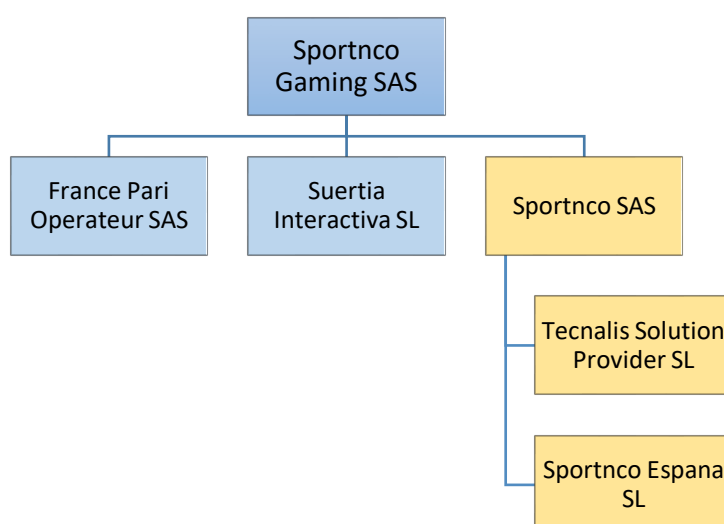 Sportnco
Gaming SAS
France Pari
Operateur SAS
Suertia
Interactiva SL
Sportnco SAS
Tecnalis Solution
Provider SL
Sportnco Espana
SL